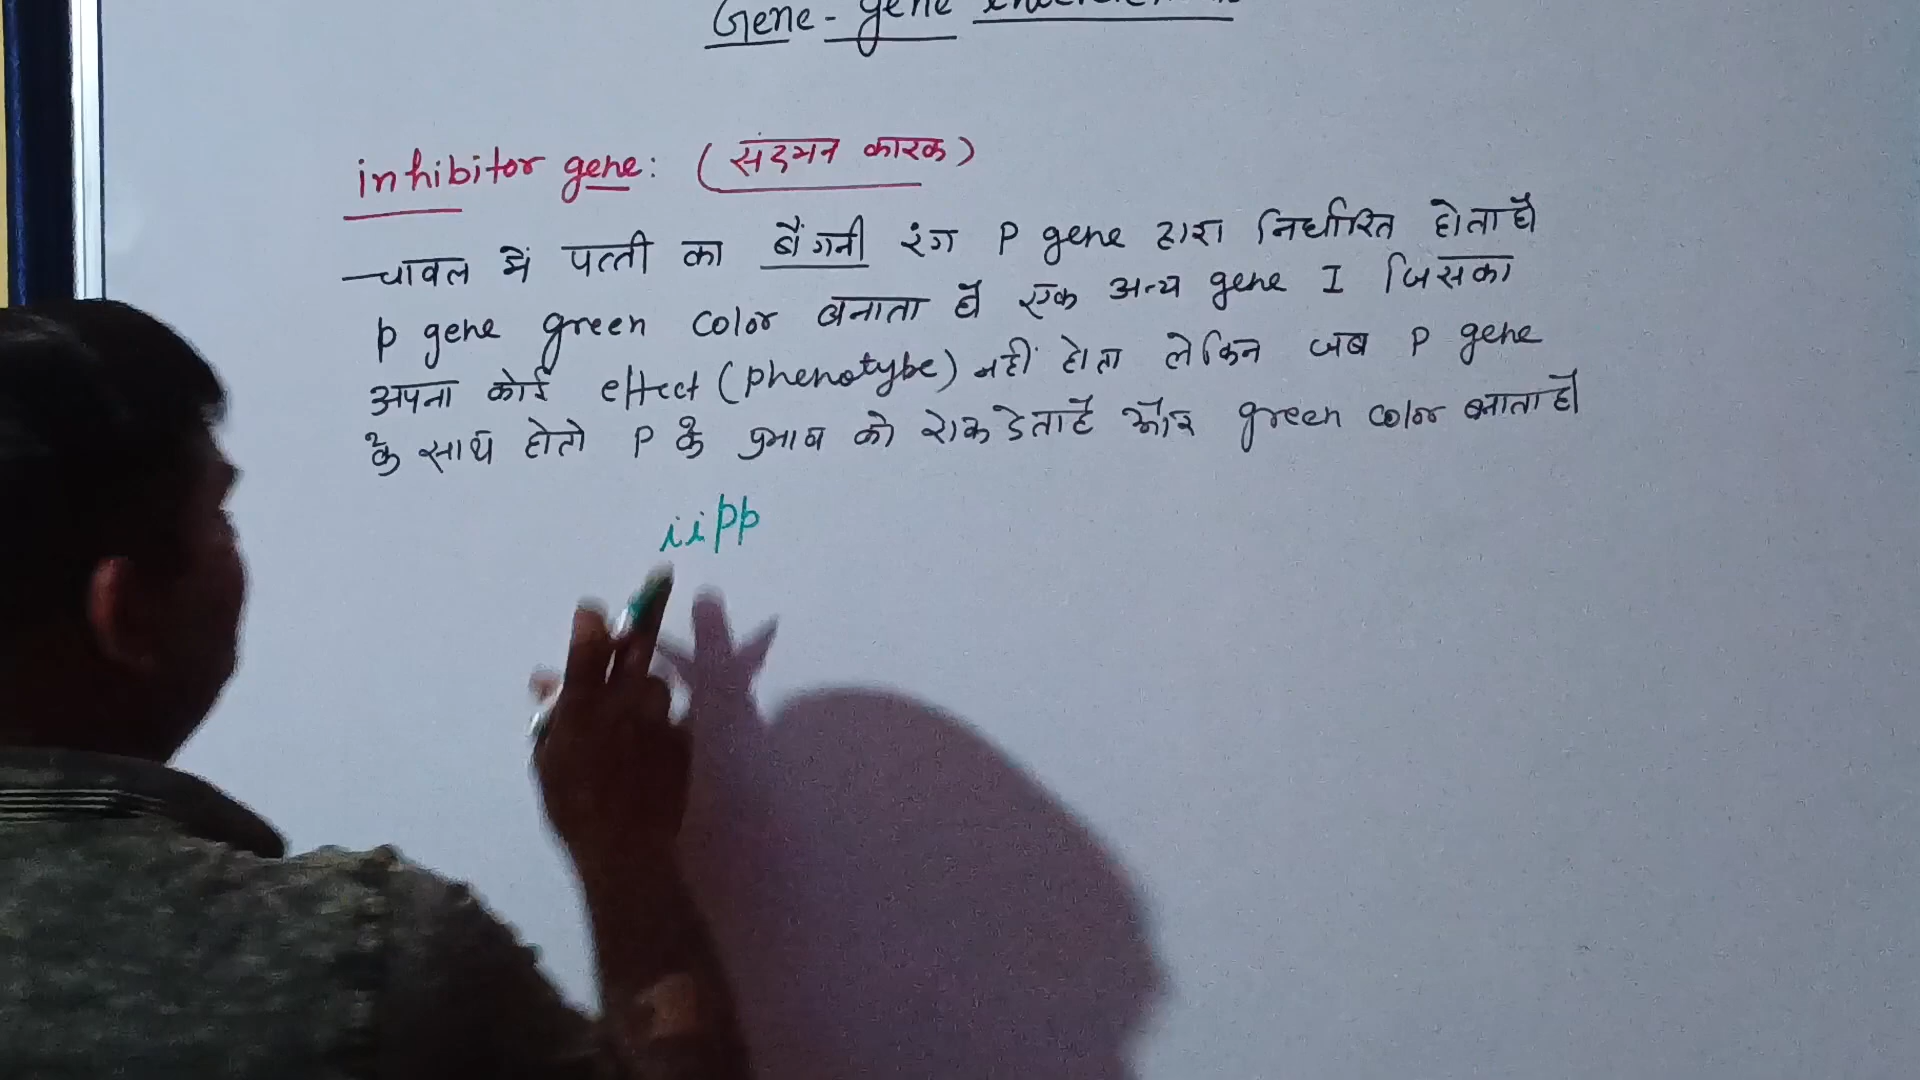 Gene - gene
inhibitor gene: (संदमन कारक)
चावल में पत्ती का बैंगनी रंग P gene द्वारा निर्धारित होता है
p gene green color बनाता है एक अन्य gene I जिसका
अपना कोई effect (phenotybe) नहीं होता लेकिन जब P gene
के साथ होतो P के प्रभाव को रोक देता है और green color बनाता है
iipp